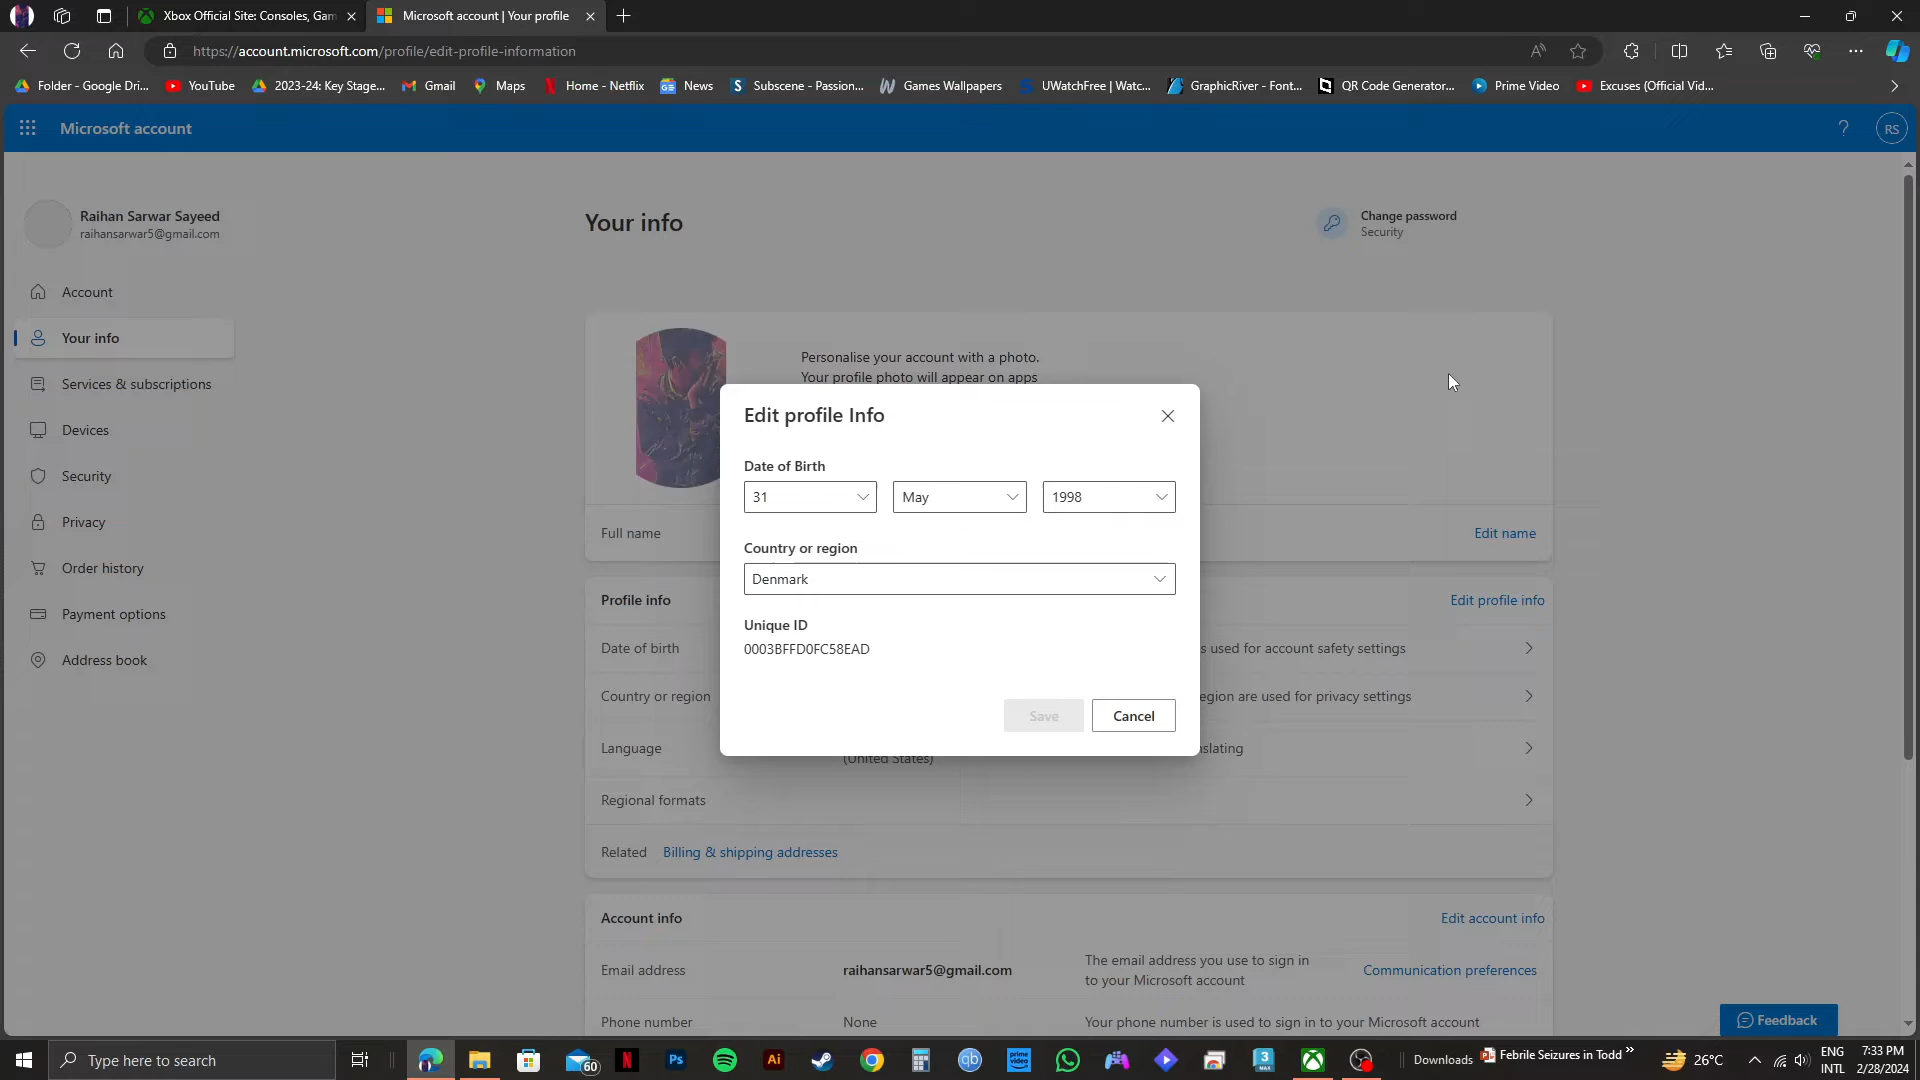 Xbox Official Site: Consoles, Gam
Microsoft account | Your profile
https://account.microsoft.com/profile/edit-profile-information
Folder - Google Dri...
YouTube
2023-24: Key Stage...
Gmail
Maps
Home - Netflix
News
Subscene - Passion...
Games Wallpapers
UWatchFree | Watc...
GraphicRiver - Font...
QR Code Generator...
Prime Video
Excuses (Official Vid...
Microsoft account
?
RS
Raihan Sarwar Sayeed
raihansarwar5@gmail.com
Account
Your info
Services & subscriptions
Devices
Security
Privacy
Order history
Payment options
Address book
Your info
Change password
Security
Personalise your account with a photo.
Your profile photo will appear on apps
Full name
Edit name
Edit profile Info
Date of Birth
31
May
1998
Country or region
Denmark
Unique ID
0003BFFD0FC58EAD
Save
Cancel
Profile info
Edit profile info
Date of birth
s used for account safety settings
Country or region
egion are used for privacy settings
Language
(United States)
slating
Regional formats
Related
Billing & shipping addresses
Account info
Edit account info
Email address
raihansarwar5@gmail.com
The email address you use to sign in
to your Microsoft account
Communication preferences
Phone number
None
Your phone number is used to sign in to your Microsoft account
Feedback
Type here to search
60
N
Ps
Ai
qb
prime video
3
MAX
Downloads
Febrile Seizures in Todd
26°C
ENG
INTL
7:33 PM
2/28/2024